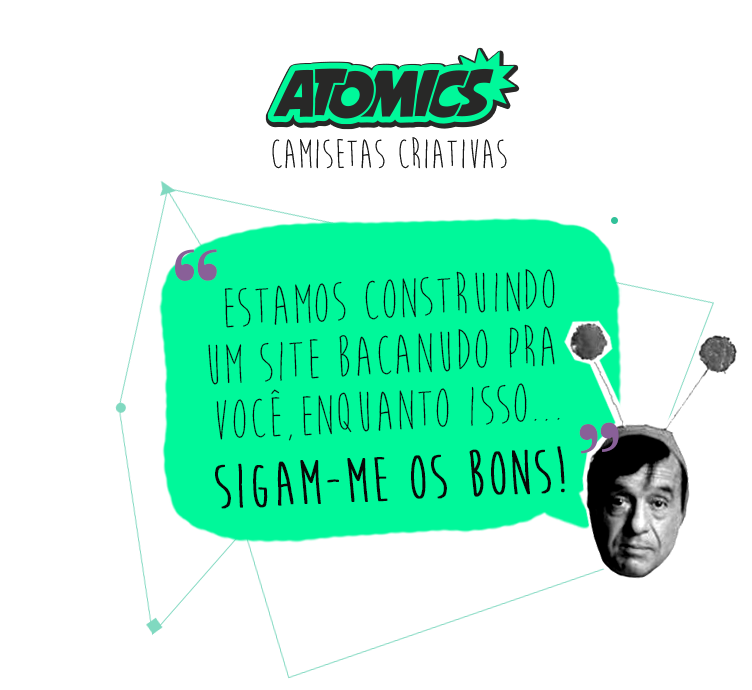 ATOMICS
CAMISETAS CRIATIVAS
“ESTAMOS CONSTRUINDO
UM SITE BACANUDO PRA
VOCÊ, ENQUANTO ISSO...
SIGAM-ME OS BONS!”